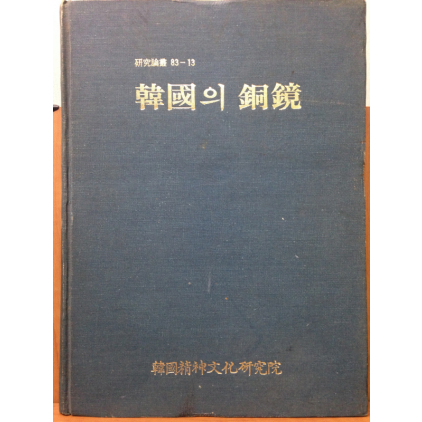 研究論叢 83-13
韓國의 銅鏡
韓國精神文化研究院